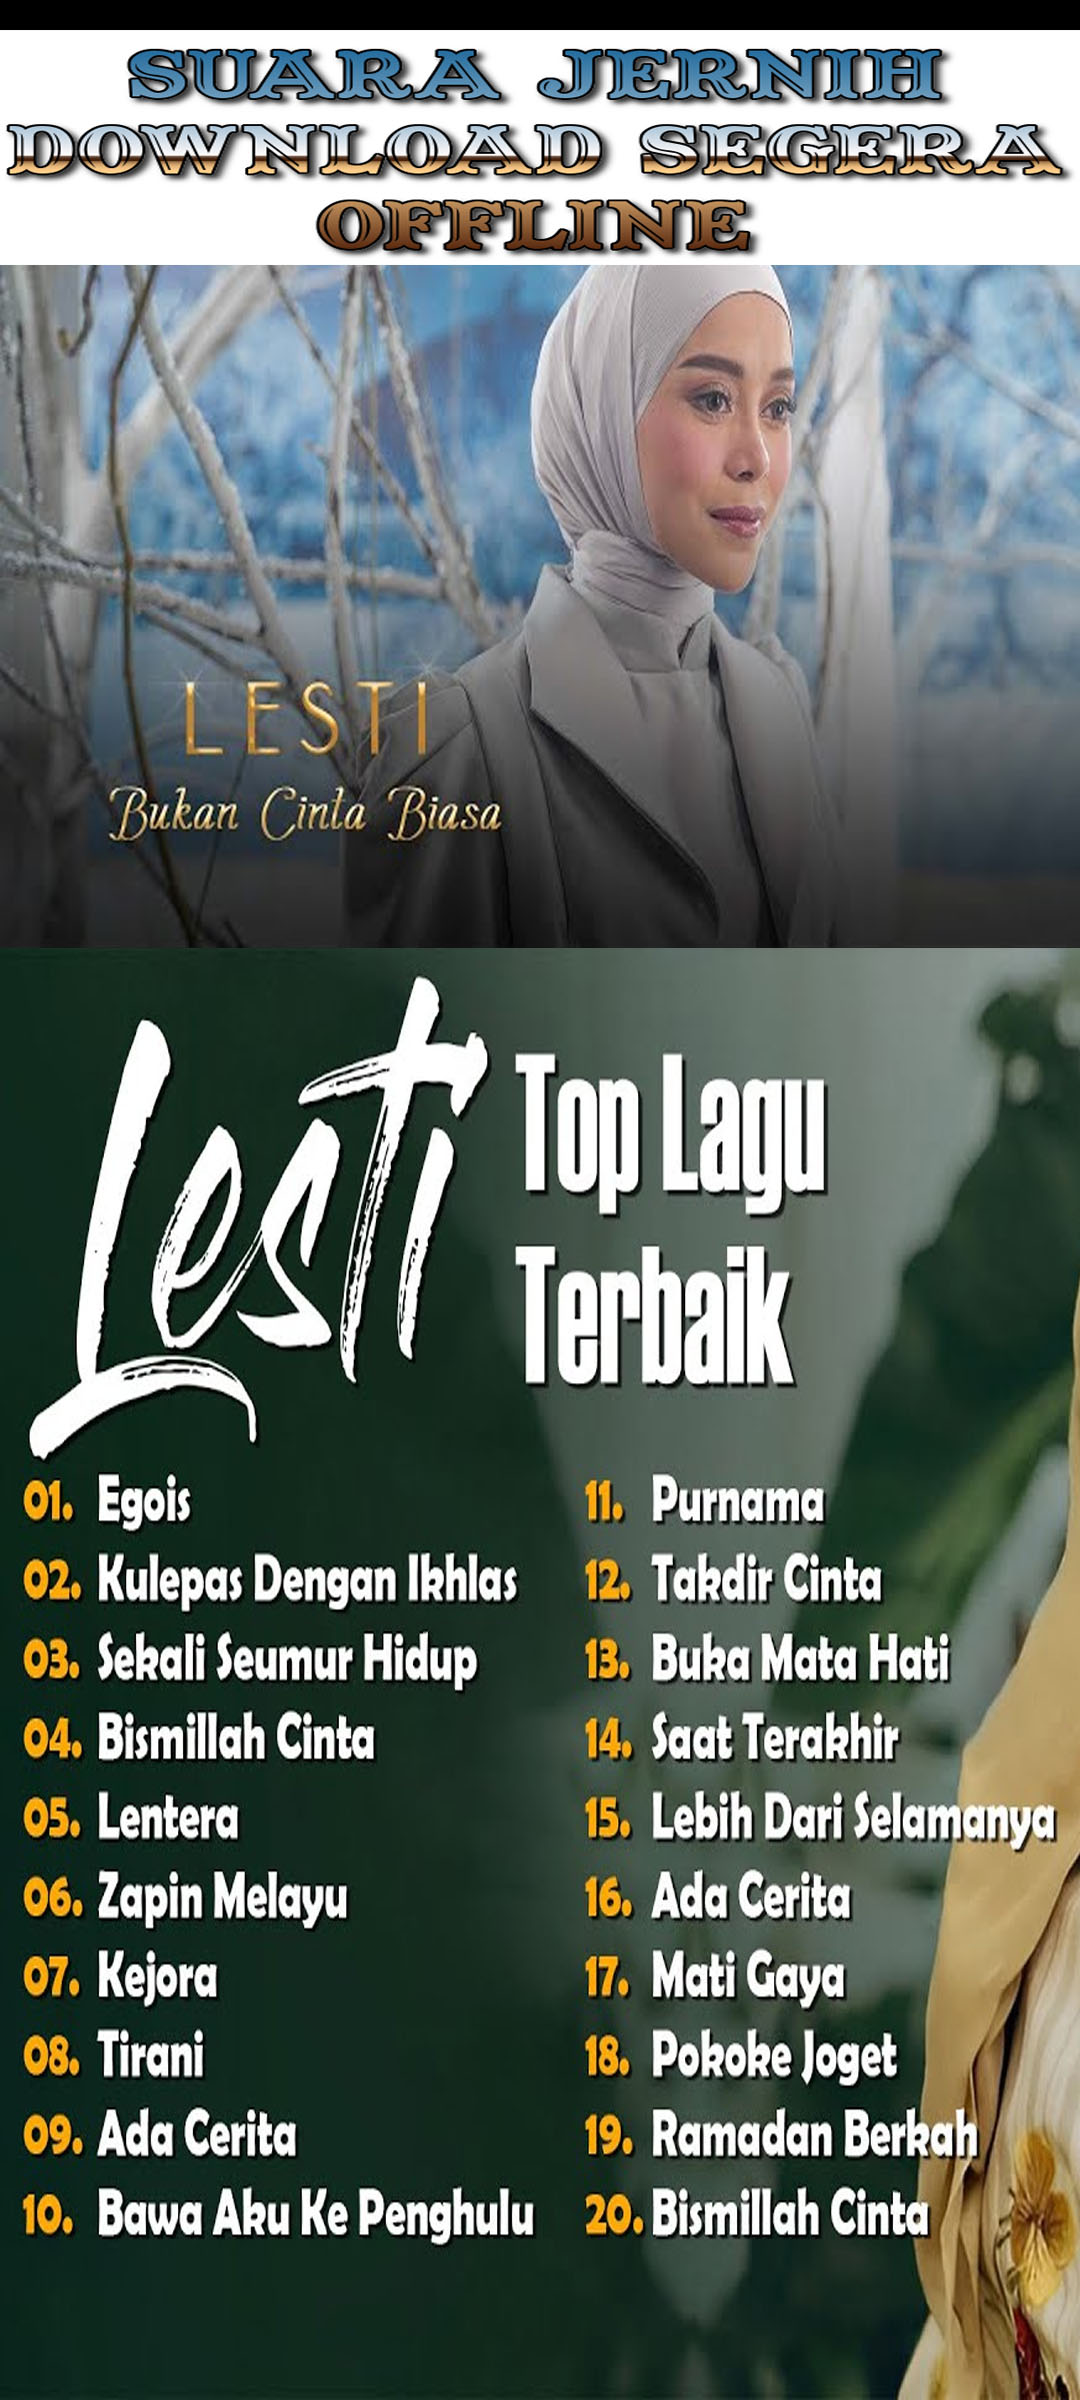 SUARA JERNIH
DOWNLOAD SEGERA
OFFLINE
LESTI
Bukan Cinta Biasa
Lesti
Top Lagu
Terbaik
01. Egois
02. Kulepas Dengan Ikhlas
03. Sekali Seumur Hidup
04. Bismillah Cinta
05. Lentera
06. Zapin Melayu
07. Kejora
08. Tirani
09. Ada Cerita
10. Bawa Aku Ke Penghulu
11. Purnama
12. Takdir Cinta
13. Buka Mata Hati
14. Saat Terakhir
15. Lebih Dari Selamanya
16. Ada Cerita
17. Mati Gaya
18. Pokoke Joget
19. Ramadan Berkah
20. Bismillah Cinta